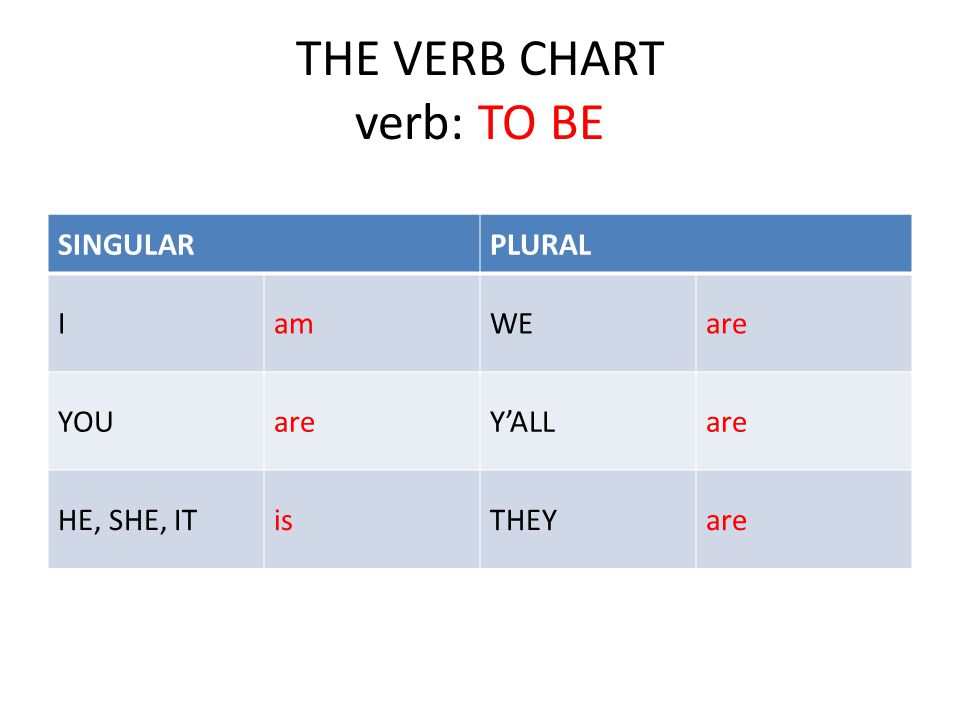 THE VERB CHART
verb: TO BE
SINGULAR PLURAL
I am WE are
YOU are Y’ALL are
HE, SHE, IT is THEY are